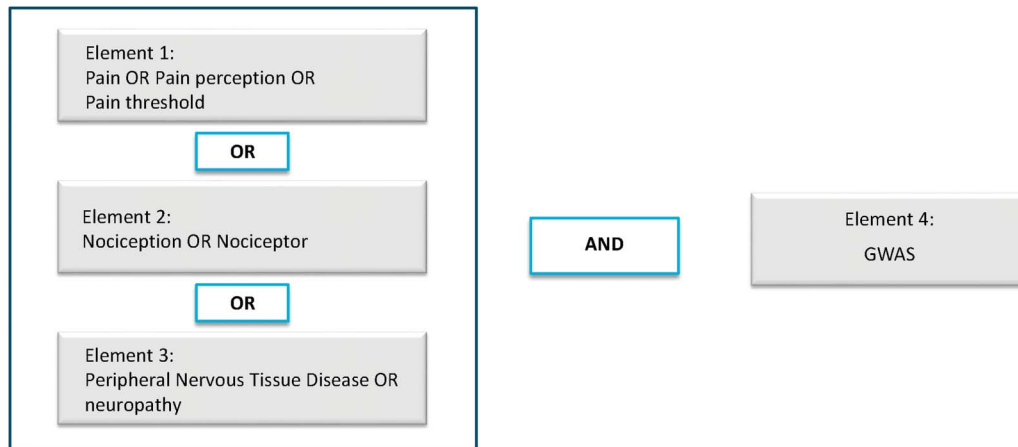 Element 1:
Pain OR Pain perception OR
Pain threshold
OR
Element 2:
Nociception OR Nociceptor
OR
Element 3:
Peripheral Nervous Tissue Disease OR
neuropathy
AND
Element 4:
GWAS